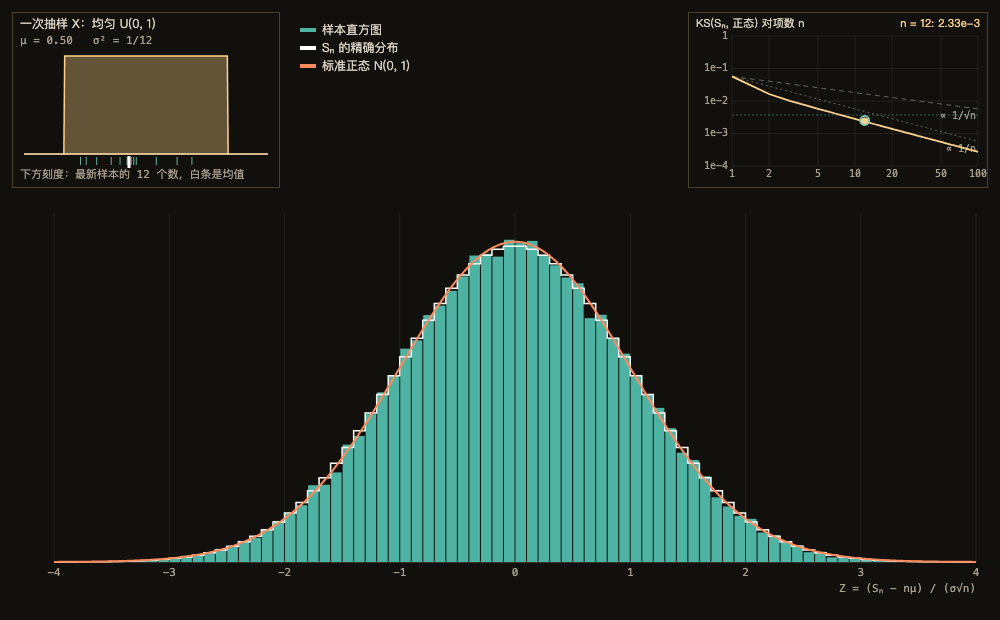 一次抽样 X：均匀 U(0, 1)
μ = 0.50   σ² = 1/12
下方刻度：最新样本的 12 个数，白条是均值
样本直方图
Sₙ 的精确分布
标准正态 N(0, 1)
KS(Sₙ, 正态) 对项数 n
n = 12: 2.33e−3
1
1e−1
1e−2
1e−3
1e−4
∝ 1/√n
∝ 1/n
1 2 5 10 20 50 100
−4 −3 −2 −1 0 1 2 3 4
Z = (Sₙ − nμ) / (σ√n)